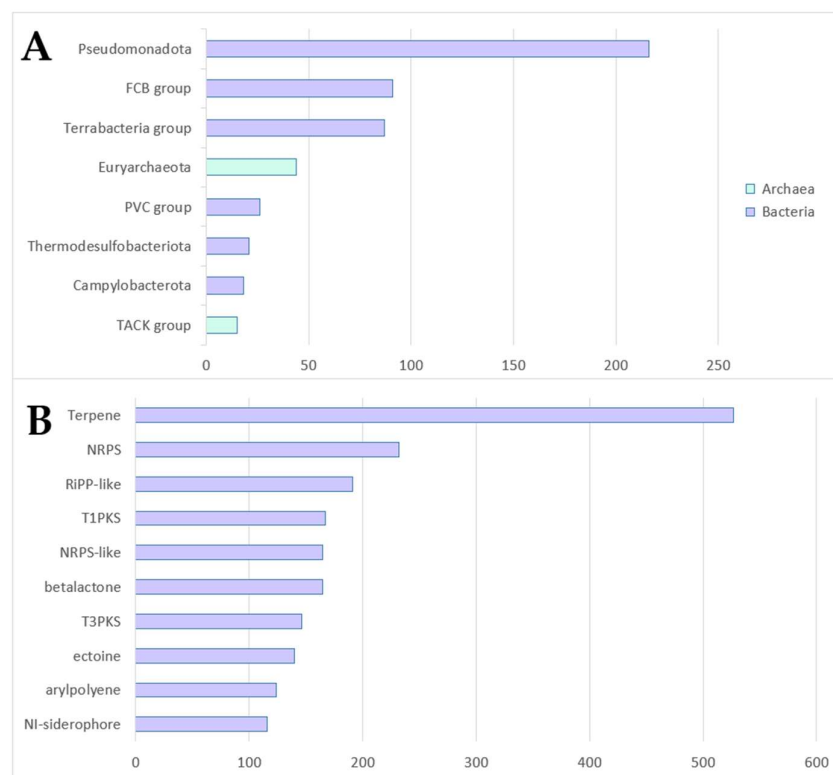 A
Pseudomonadota
FCB group
Terrabacteria group
Euryarchaeota
PVC group
Thermodesulfobacteriota
Campylobacterota
TACK group
0 50 100 150 200 250
Archaea
Bacteria
B
Terpene
NRPS
RiPP-like
T1PKS
NRPS-like
betalactone
T3PKS
ectoine
arylpolyene
NI-siderophore
0 100 200 300 400 500 600